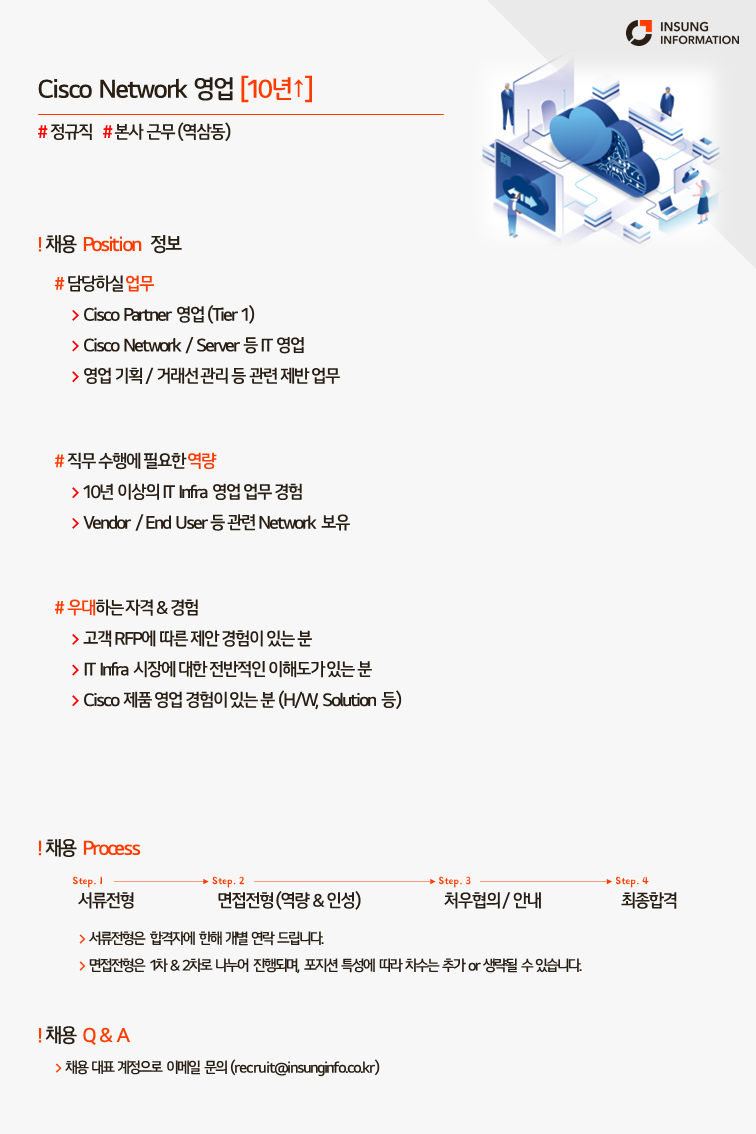 INSUNG
INFORMATION
Cisco Network 영업 [10년↑]
# 정규직 # 본사 근무 (역삼동)
! 채용 Position 정보
# 담당하실 업무
> Cisco Partner 영업 (Tier 1)
> Cisco Network / Server 등 IT 영업
> 영업 기획 / 거래선 관리 등 관련 제반 업무
# 직무 수행에 필요한 역량
> 10년 이상의 IT Infra 영업 업무 경험
> Vendor / End User 등 관련 Network 보유
# 우대하는 자격 & 경험
> 고객 RFP에 따른 제안 경험이 있는 분
> IT Infra 시장에 대한 전반적인 이해도가 있는 분
> Cisco 제품 영업 경험이 있는 분 (H/W, Solution 등)
! 채용 Process
Step. 1 Step. 2 Step. 3 Step. 4
서류전형 면접전형 (역량 & 인성) 처우협의 / 안내 최종합격
> 서류전형은 합격자에 한해 개별 연락 드립니다.
> 면접전형은 1차 & 2차로 나누어 진행되며, 포지션 특성에 따라 차수는 추가 or 생략될 수 있습니다.
! 채용 Q & A
> 채용 대표 계정으로 이메일 문의 (recruit@insunginfo.co.kr)